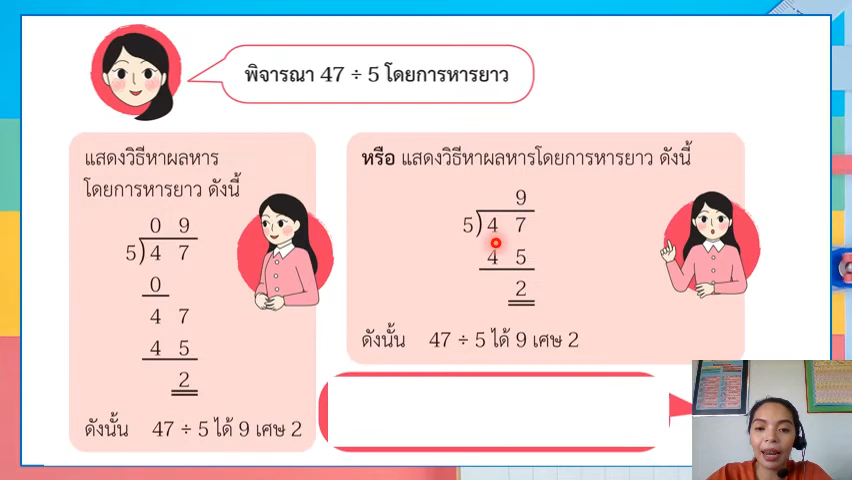 พิจารณา 47 ÷ 5 โดยการหารยาว
แสดงวิธีหาผลหาร
โดยการหารยาว ดังนี้
0 9
5)4 7
0
4 7
4 5
2
ดังนั้น 47 ÷ 5 ได้ 9 เศษ 2
หรือ แสดงวิธีหาผลหารโดยการหารยาว ดังนี้
9
5)4 7
4 5
2
ดังนั้น 47 ÷ 5 ได้ 9 เศษ 2